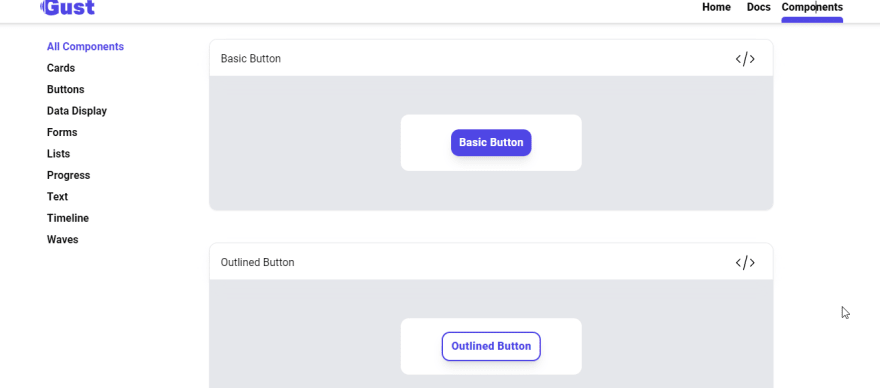 Gust
Home Docs Components
All Components
Cards
Buttons
Data Display
Forms
Lists
Progress
Text
Timeline
Waves
Basic Button </>
Basic Button
Outlined Button </>
Outlined Button